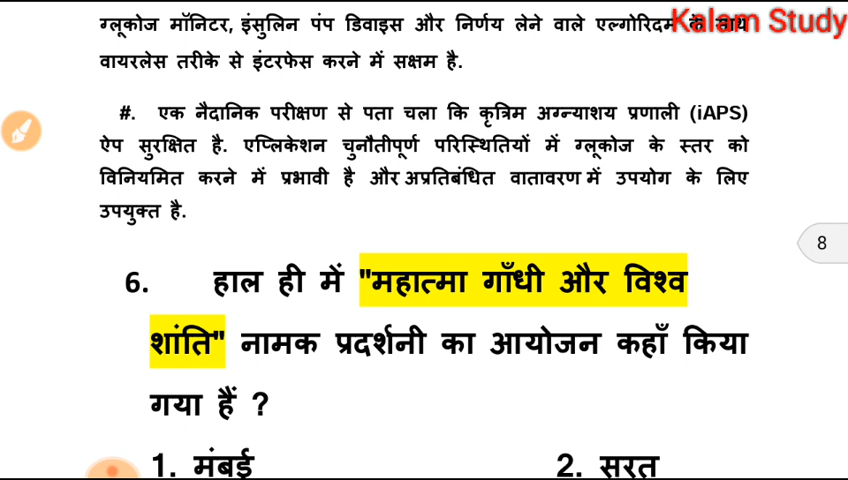 ग्लूकोज मॉनिटर, इंसुलिन पंप डिवाइस और निर्णय लेने वाले एल्गोरिदम के साथ
Kalam Study
वायरलेस तरीके से इंटरफेस करने में सक्षम है.
#. एक नैदानिक परीक्षण से पता चला कि कृत्रिम अग्न्याशय प्रणाली (iAPS)
ऐप सुरक्षित है. एप्लिकेशन चुनौतीपूर्ण परिस्थितियों में ग्लूकोज के स्तर को
विनियमित करने में प्रभावी है और अप्रतिबंधित वातावरण में उपयोग के लिए
उपयुक्त है.
8
6. हाल ही में "महात्मा गाँधी और विश्व
शांति" नामक प्रदर्शनी का आयोजन कहाँ किया
गया हैं ?
1. मंबई 2. सरत